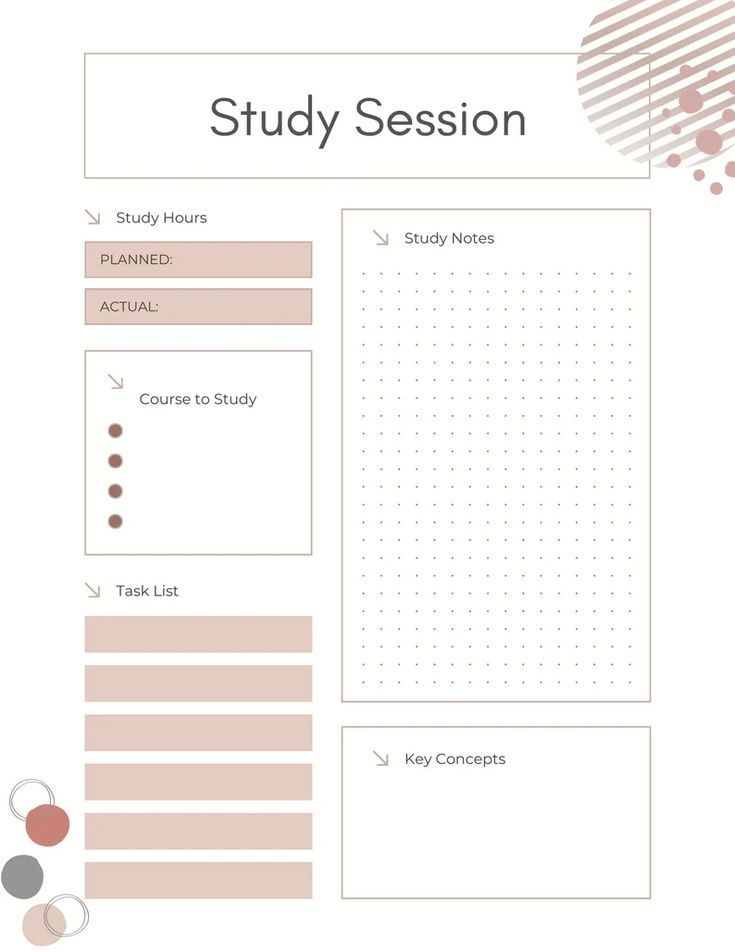 Study Session
Study Hours
PLANNED:
ACTUAL:
Course to Study
Task List
Study Notes
Key Concepts